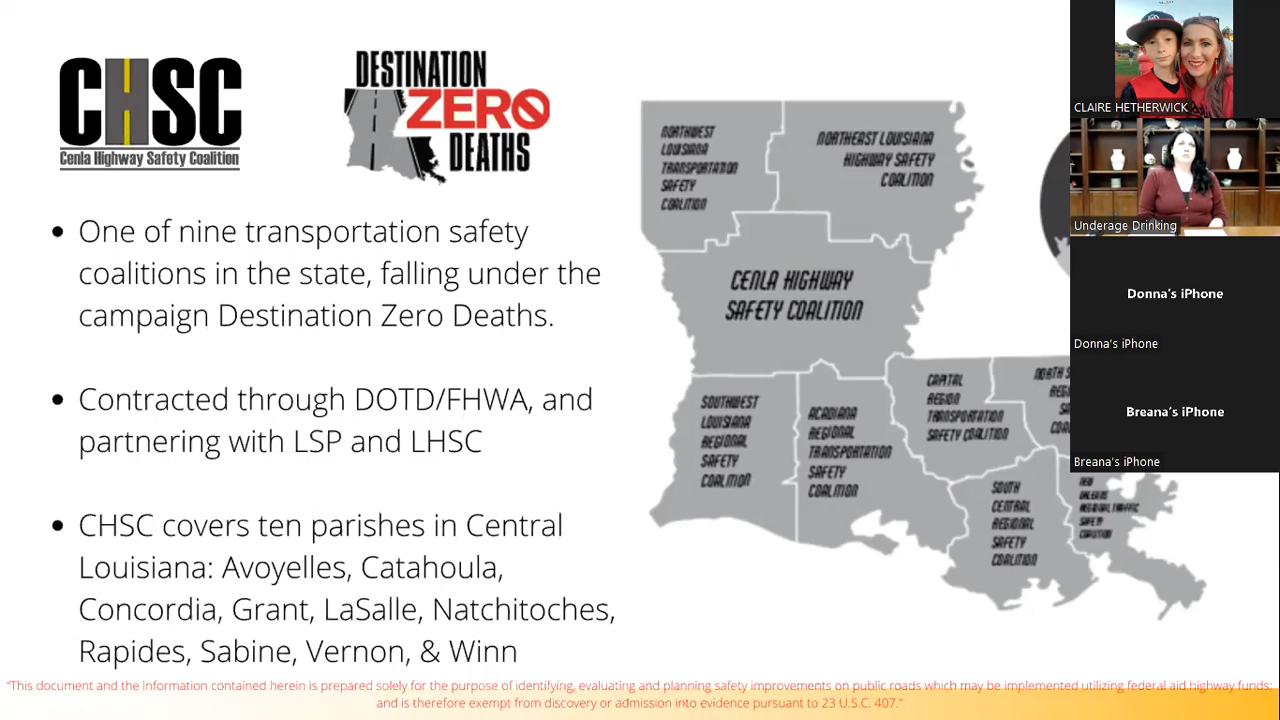 CHSC
Cenla Highway Safety Coalition
DESTINATION
ZERO
DEATHS
• One of nine transportation safety
coalitions in the state, falling under the
campaign Destination Zero Deaths.
• Contracted through DOTD/FHWA, and
partnering with LSP and LHSC
• CHSC covers ten parishes in Central
Louisiana: Avoyelles, Catahoula,
Concordia, Grant, LaSalle, Natchitoches,
Rapides, Sabine, Vernon, & Winn
NORTHWEST
LOUISIANA
TRANSPORTATION
SAFETY
COALITION
NORTHEAST LOUISIANA
HIGHWAY SAFETY
COALITION
CENLA HIGHWAY
SAFETY COALITION
SOUTHWEST
LOUISIANA
REGIONAL
SAFETY
COALITION
ACADIANA
REGIONAL
TRANSPORTATION
SAFETY
COALITION
CAPITAL
REGION
TRANSPORTATION
SAFETY COALITION
NORTH
SOUTH
CENTRAL
REGIONAL
SAFETY
COALITION
NEW
ORLEANS
REGIONAL TRAFFIC
SAFETY
COALITION
CLAIRE HETHERWICK
Underage Drinking
Donna's iPhone
Donna's iPhone
Breana's iPhone
Breana's iPhone
"This document and the information contained herein is prepared solely for the purpose of identifying, evaluating and planning safety improvements on public roads which may be implemented utilizing federal aid highway funds;
and is therefore exempt from discovery or admission into evidence pursuant to 23 U.S.C. 407."